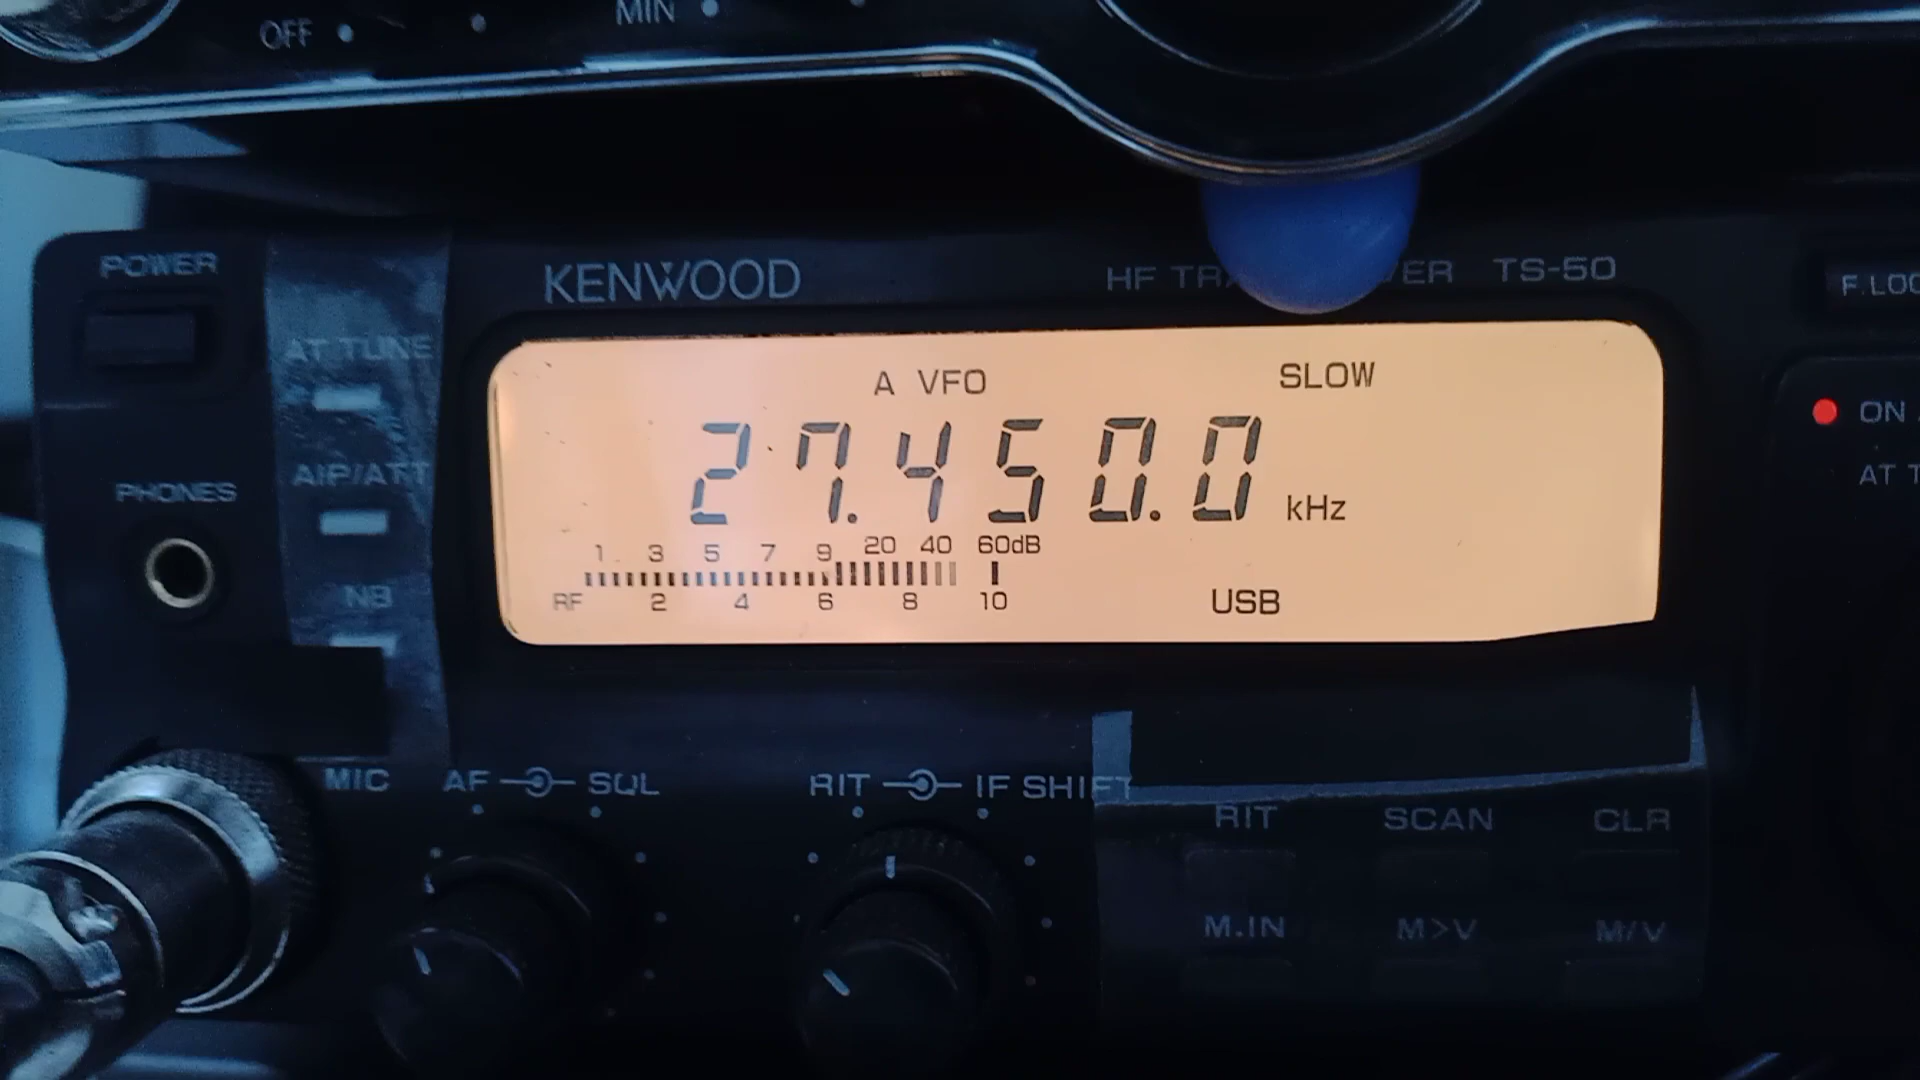 OFF MIN
POWER
KENWOOD
HF TR VER TS-50
F.LOC
AT TUNE
A VFO SLOW
ON
AIP/ATT
AT T
27.450.0 kHz
PHONES
1 3 5 7 9 20 40 60dB
RF 2 4 6 8 10
USB
NB
MIC AF SQL RIT IF SHIFT
RIT SCAN CLR
M.IN M>V M/V